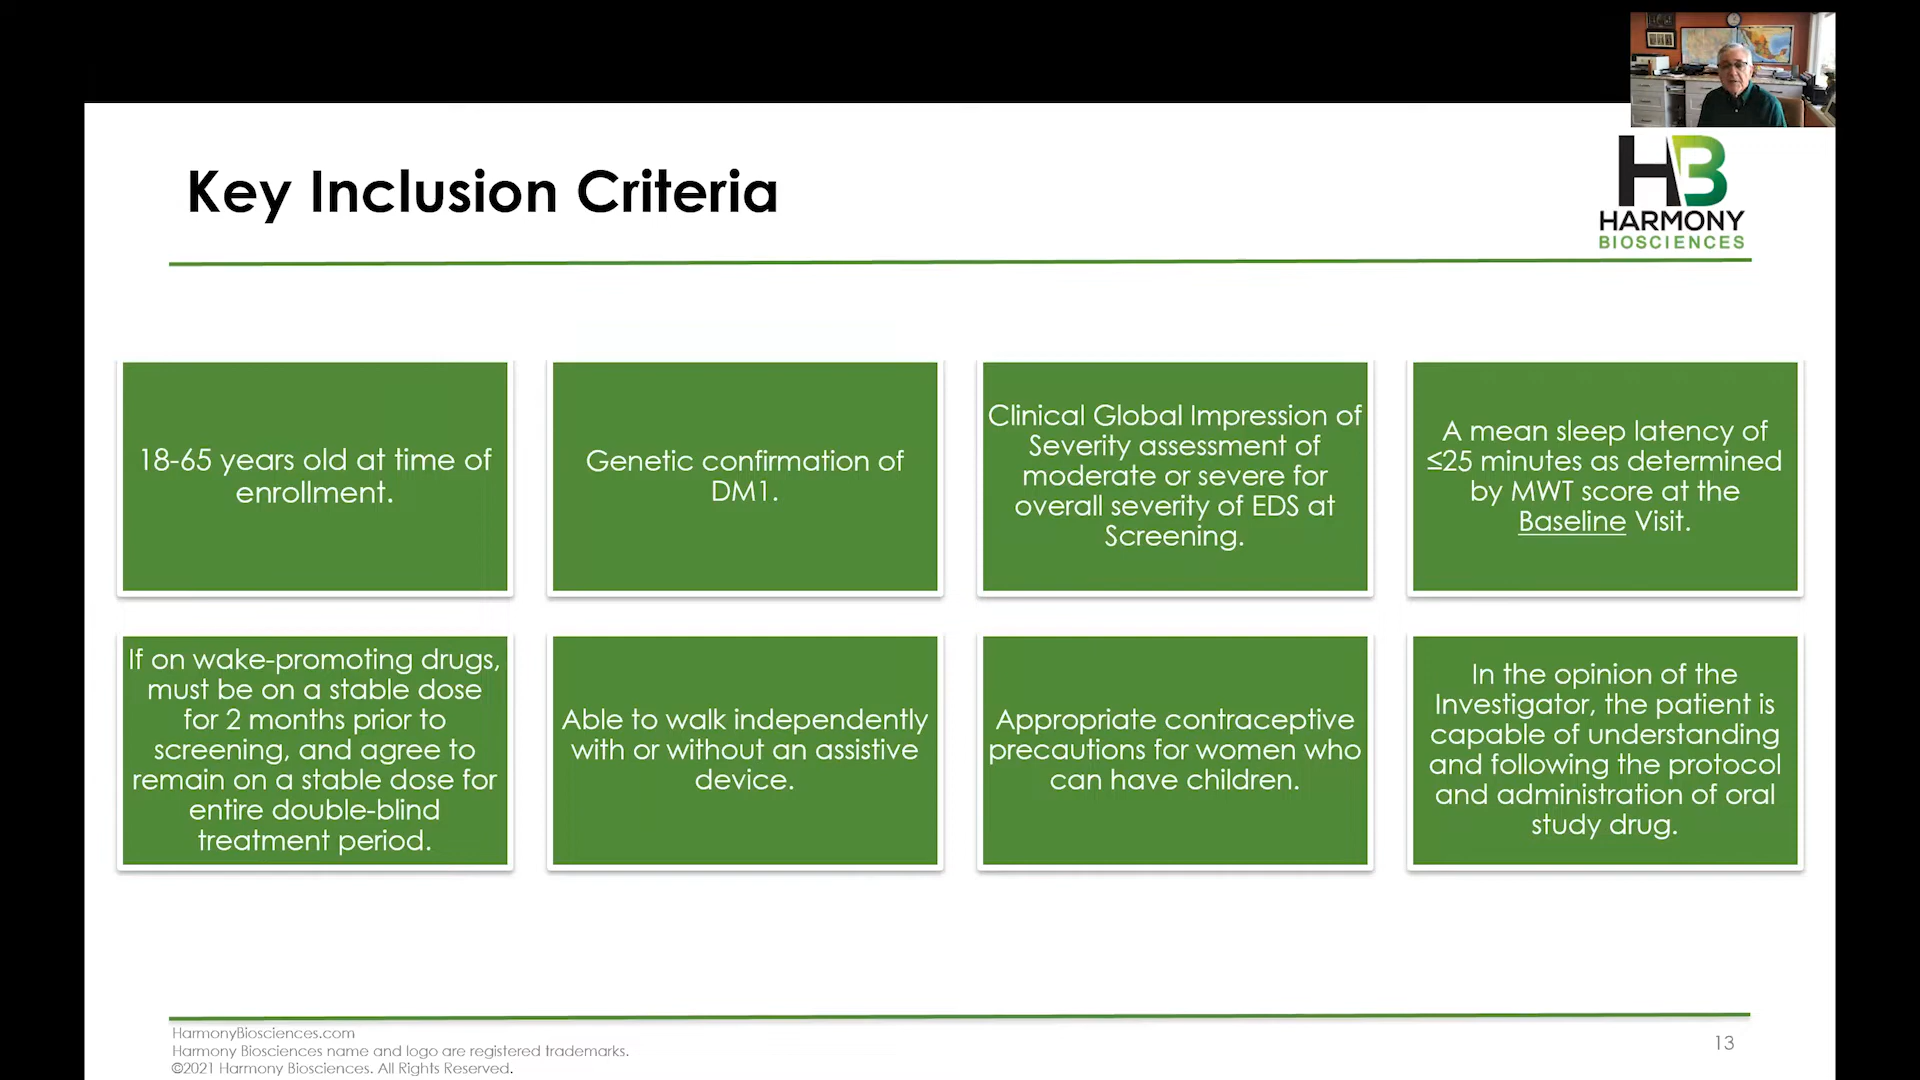 Key Inclusion Criteria
HB
HARMONY
BIOSCIENCES
18-65 years old at time of
enrollment.
Genetic confirmation of
DM1.
Clinical Global Impression of
Severity assessment of
moderate or severe for
overall severity of EDS at
Screening.
A mean sleep latency of
≤25 minutes as determined
by MWT score at the
Baseline Visit.
If on wake-promoting drugs,
must be on a stable dose
for 2 months prior to
screening, and agree to
remain on a stable dose for
entire double-blind
treatment period.
Able to walk independently
with or without an assistive
device.
Appropriate contraceptive
precautions for women who
can have children.
In the opinion of the
Investigator, the patient is
capable of understanding
and following the protocol
and administration of oral
study drug.
HarmonyBiosciences.com
Harmony Biosciences name and logo are registered trademarks.
©2021 Harmony Biosciences. All Rights Reserved.
13